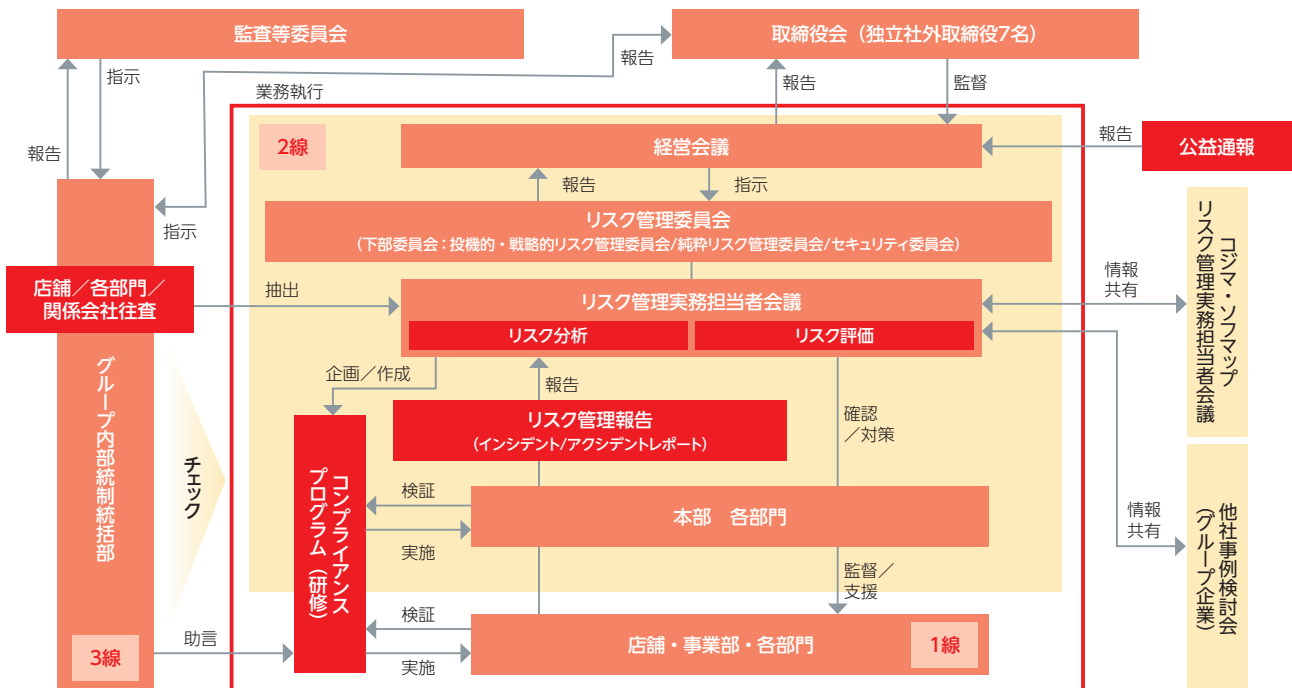 監査等委員会
取締役会（独立社外取締役7名）
報告
指示
報告
業務執行
報告
監督
2線
経営会議
報告
公益通報
報告
指示
指示
リスク管理委員会
（下部委員会：投機的・戦略的リスク管理委員会/純粋リスク管理委員会/セキュリティ委員会）
店舗／各部門／
関係会社往査
抽出
リスク管理実務担当者会議
リスク分析
リスク評価
情報
共有
コジマ・ソフマップ
リスク管理実務担当者会議
グループ内部統制統括部
チェック
企画／作成
報告
リスク管理報告
（インシデント/アクシデントレポート）
確認
／対策
コンプライアンス
プログラム（研修）
検証
実施
本部　各部門
情報
共有
他社事例検討会
（グループ企業）
監督／
支援
検証
実施
店舗・事業部・各部門
1線
助言
3線